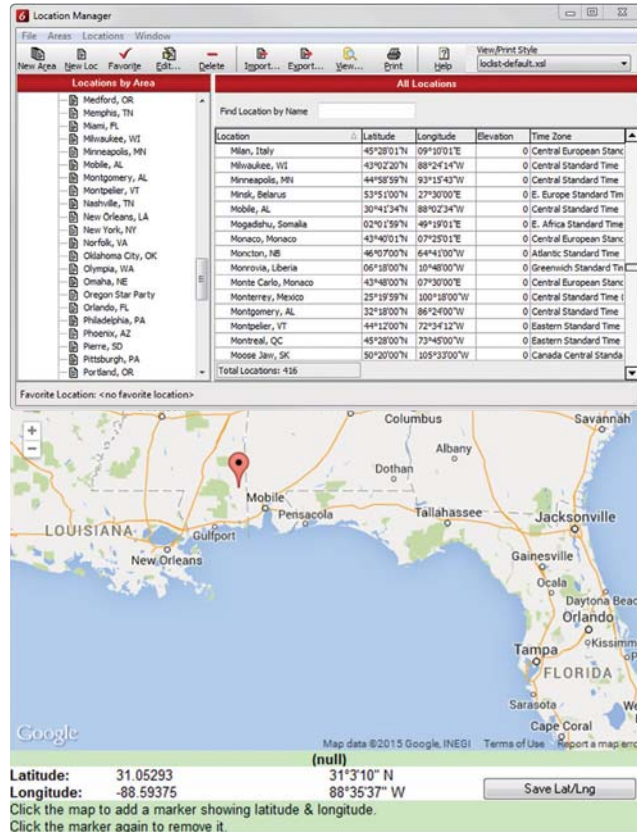 6 Location Manager
File Areas Locations Window
New Area New Loc Favorite Edit... Delete Import... Export... View... Print Help
View/Print Style
loclist-default.xsl
Locations by Area
Medford, OR
Memphis, TN
Miami, FL
Milwaukee, WI
Minneapolis, MN
Mobile, AL
Montgomery, AL
Montpelier, VT
Nashville, TN
New Orleans, LA
New York, NY
Norfolk, VA
Oklahoma City, OK
Olympia, WA
Omaha, NE
Oregon Star Party
Orlando, FL
Philadelphia, PA
Phoenix, AZ
Pierre, SD
Pittsburgh, PA
Portland, OR
All Locations
Find Location by Name
Location Latitude Longitude Elevation Time Zone
Milan, Italy 45°28'01"N 09°10'01"E 0 Central European Stanc
Milwaukee, WI 43°02'20"N 88°24'14"W 0 Central Standard Time
Minneapolis, MN 44°58'59"N 93°15'43"W 0 Central Standard Time
Minsk, Belarus 53°51'00"N 27°30'00"E 0 E. Europe Standard Tim
Mobile, AL 30°41'34"N 88°02'34"W 0 Central Standard Time
Mogadishu, Somalia 02°01'59"N 49°19'01"E 0 E. Africa Standard Time
Monaco, Monaco 43°40'01"N 07°25'01"E 0 Central European Stanc
Moncton, NB 46°07'00"N 64°41'00"W 0 Atlantic Standard Time
Monrovia, Liberia 06°18'00"N 10°48'00"W 0 Greenwich Standard Tin
Monte Carlo, Monaco 43°48'00"N 07°30'00"E 0 Central European Stanc
Monterrey, Mexico 25°19'59"N 100°18'00"W 0 Central Standard Time (
Montgomery, AL 32°18'00"N 86°24'00"W 0 Central Standard Time
Montpelier, VT 44°12'00"N 72°34'12"W 0 Eastern Standard Time
Montreal, QC 45°28'00"N 73°45'00"W 0 Eastern Standard Time
Moose Jaw, SK 50°20'00"N 105°33'00"W 0 Canada Central Standa
Total Locations: 416
Favorite Location: <no favorite location>
Columbus
Savannah
Albany
Dothan
Mobile
Pensacola
Tallahassee
Jacksonville
LOUISIANA
Gulfport
New Orleans
Gainesville
Ocala
Daytona Beac
Orlando
Kissimm
Tampa
FLORIDA
Sarasota
We
Cape Coral
Google
Map data ©2015 Google, INEGI Terms of Use Report a map erro
(null)
Latitude: 31.05293 31°3'10" N
Longitude: -88.59375 88°35'37" W
Save Lat/Lng
Click the map to add a marker showing latitude & longitude.
Click the marker again to remove it.